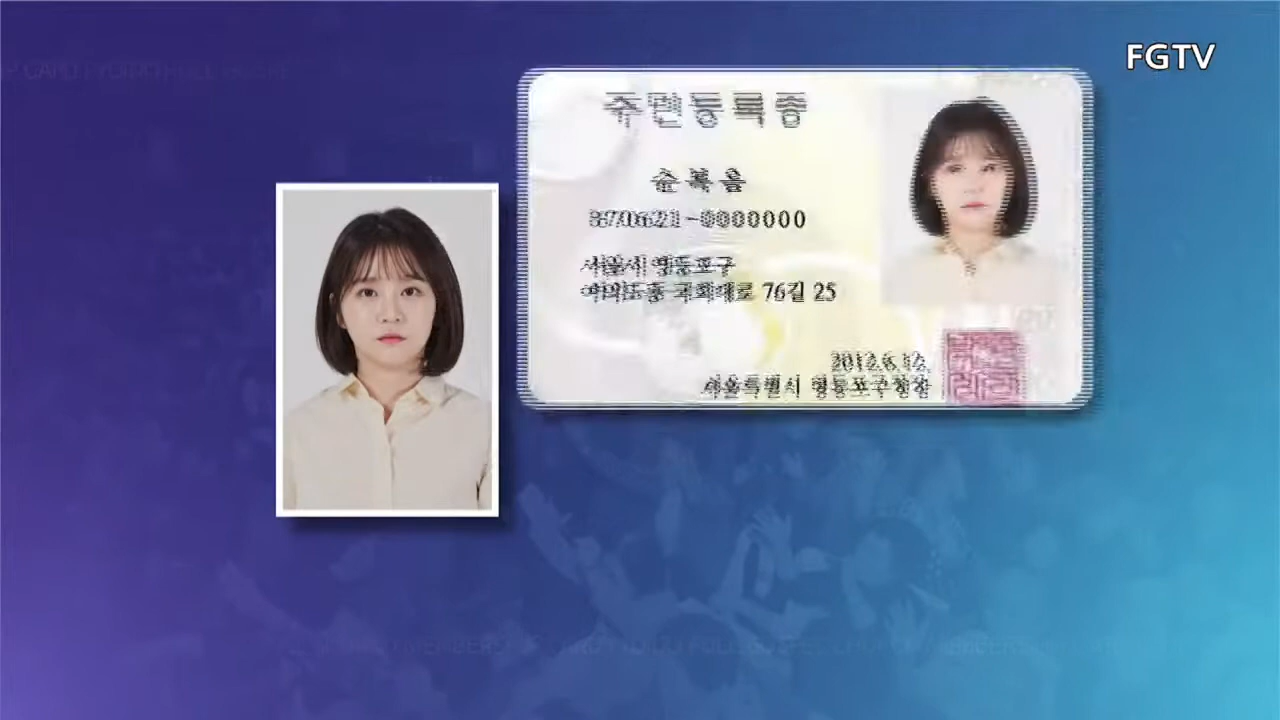 FGTV
주민등록증
순복음
870621-0000000
서울시 영등포구
여의도동 국회대로 76길 25
2012.6.12.
서울특별시 영등포구청장